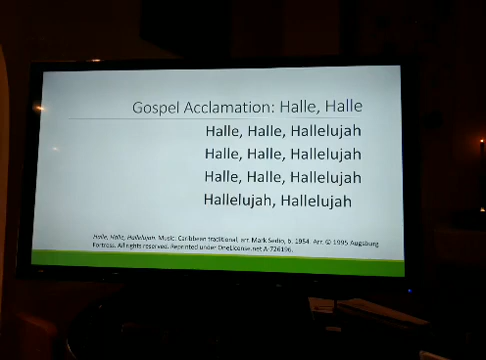 Gospel Acclamation: Halle, Halle
Halle, Halle, Hallelujah
Halle, Halle, Hallelujah
Halle, Halle, Hallelujah
Hallelujah, Hallelujah
Halle, Halle, Hallelujah. Music: Caribbean traditional; arr. Mark Sedio, b. 1954 Arr. © 1995 Augsburg
Fortress. All rights reserved. Reprinted under OneLicense.net A-726196.